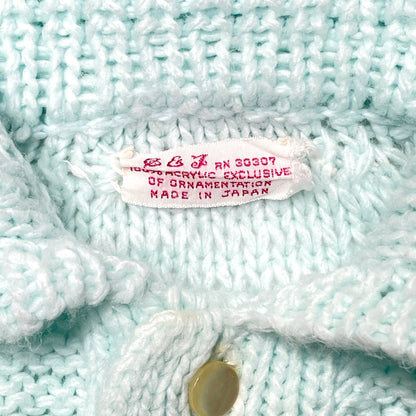 C & J RN 30307
100% ACRYLIC EXCLUSIVE
OF ORNAMENTATION
MADE IN JAPAN